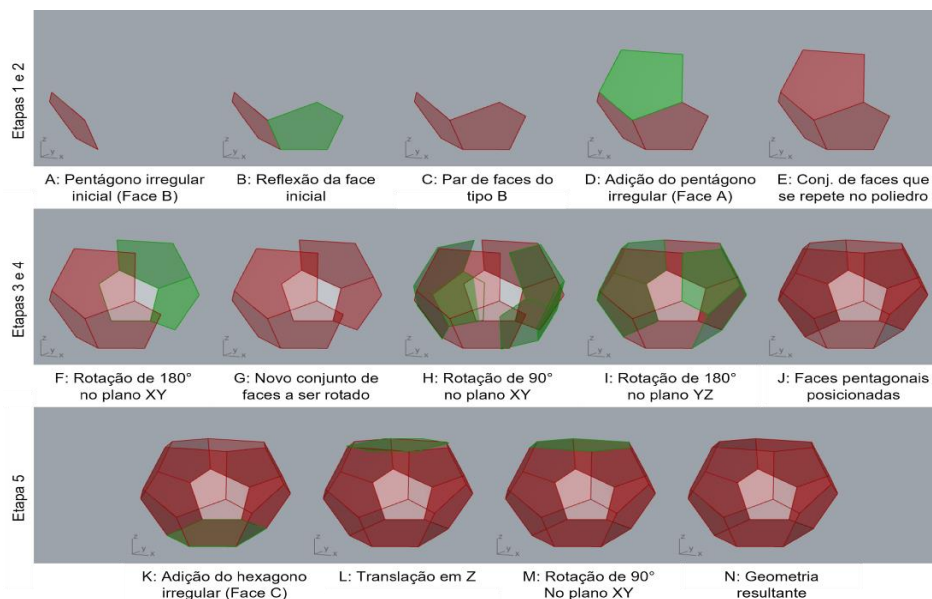 Etapas 1 e 2
A: Pentágono irregular
inicial (Face B)
B: Reflexão da face
inicial
C: Par de faces do
tipo B
D: Adição do pentágono
irregular (Face A)
E: Conj. de faces que
se repete no poliedro
Etapas 3 e 4
F: Rotação de 180°
no plano XY
G: Novo conjunto de
faces a ser rotado
H: Rotação de 90°
no plano XY
I: Rotação de 180°
no plano YZ
J: Faces pentagonais
posicionadas
Etapa 5
K: Adição do hexagono
irregular (Face C)
L: Translação em Z
M: Rotação de 90°
No plano XY
N: Geometria
resultante